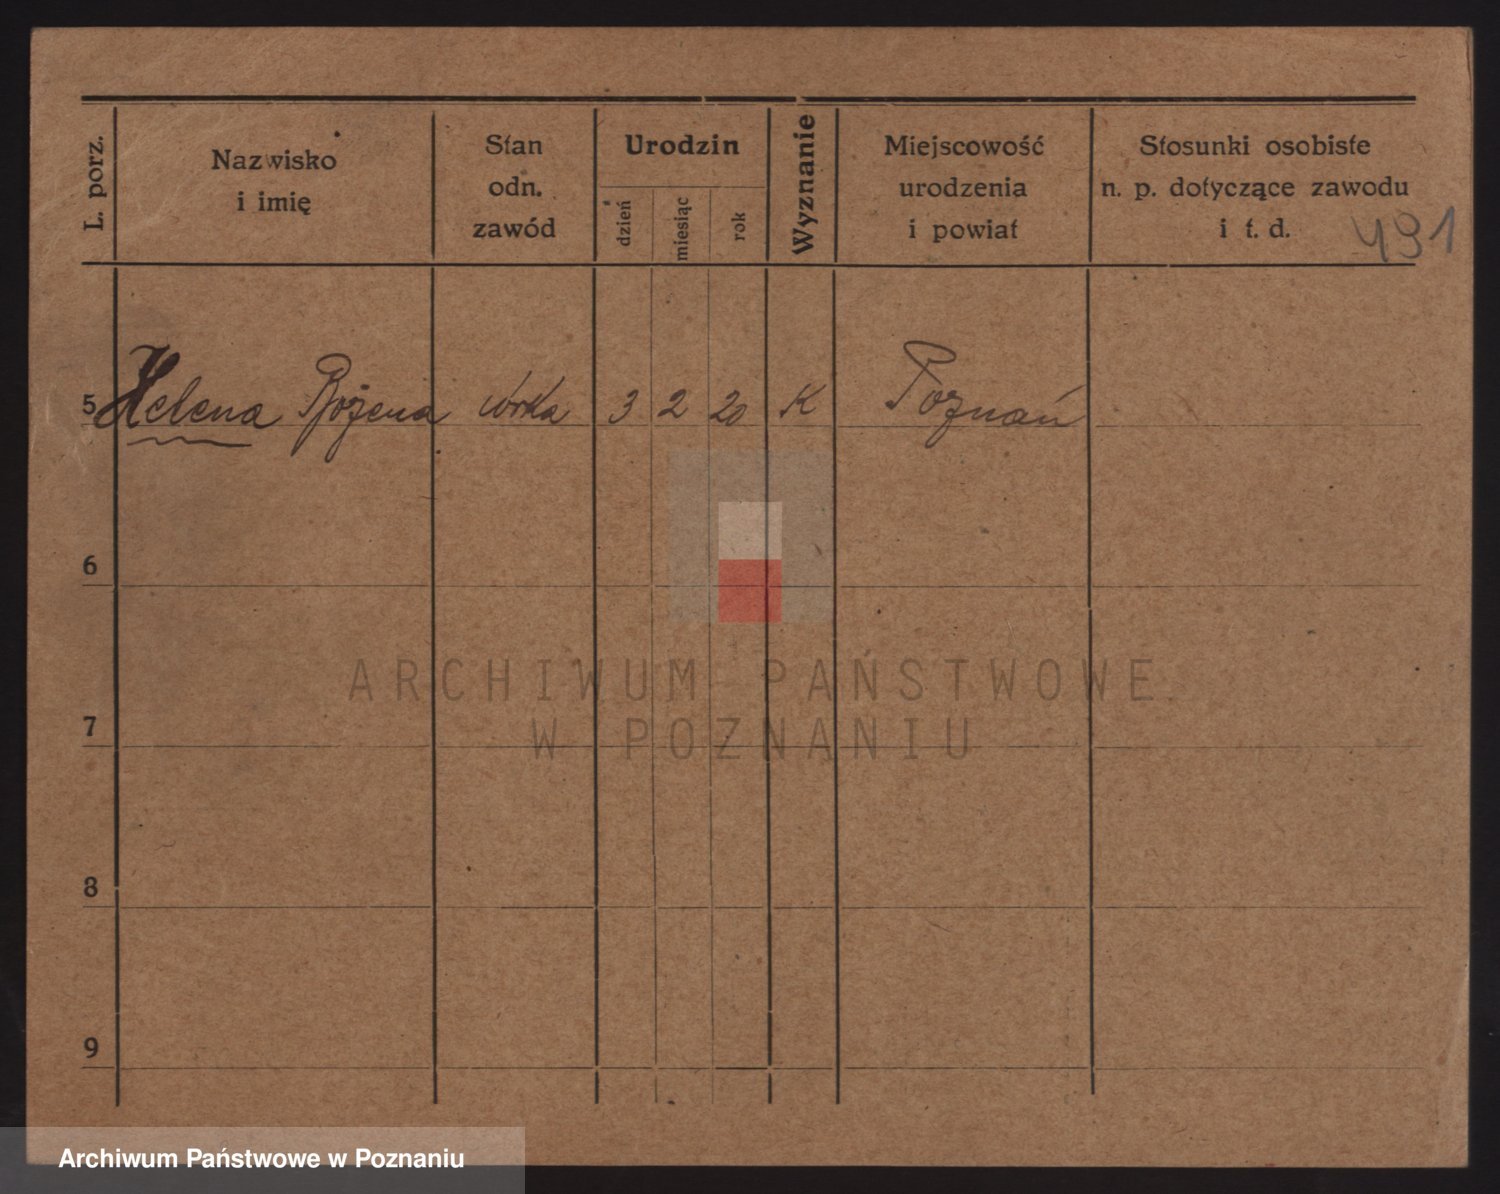 L. porz.
Nazwisko
i imię
Stan
odn.
zawód
Urodzin
dzień
miesiąc
rok
Wyznanie
Miejscowość
urodzenia
i powiat
Stosunki osobiste
n. p. dotyczące zawodu
i t. d.
491
5 Helena Bożena córka 3 2 20 K Poznań
6
7
8
9
ARCHIWUM PAŃSTWOWE
W POZNANIU
Archiwum Państwowe w Poznaniu